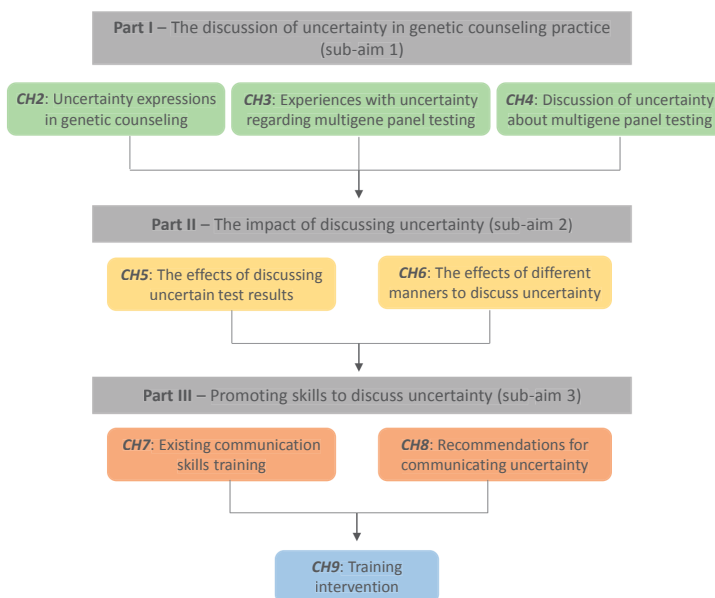 Part I – The discussion of uncertainty in genetic counseling practice
(sub-aim 1)
CH2: Uncertainty expressions
in genetic counseling
CH3: Experiences with uncertainty
regarding multigene panel testing
CH4: Discussion of uncertainty
about multigene panel testing
Part II – The impact of discussing uncertainty (sub-aim 2)
CH5: The effects of discussing
uncertain test results
CH6: The effects of different
manners to discuss uncertainty
Part III – Promoting skills to discuss uncertainty (sub-aim 3)
CH7: Existing communication
skills training
CH8: Recommendations for
communicating uncertainty
CH9: Training
intervention